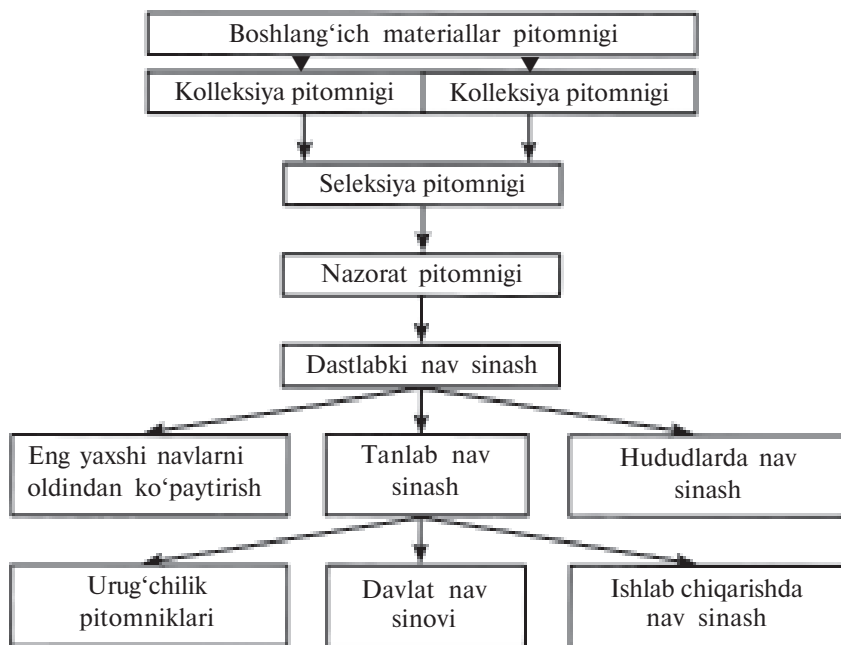 Boshlang‘ich materiallar pitomnigi
Kolleksiya pitomnigi
Kolleksiya pitomnigi
Seleksiya pitomnigi
Nazorat pitomnigi
Dastlabki nav sinash
Eng yaxshi navlarni
oldindan ko‘paytirish
Tanlab nav
sinash
Hududlarda nav
sinash
Urug‘chilik
pitomniklari
Davlat nav
sinovi
Ishlab chiqarishda
nav sinash